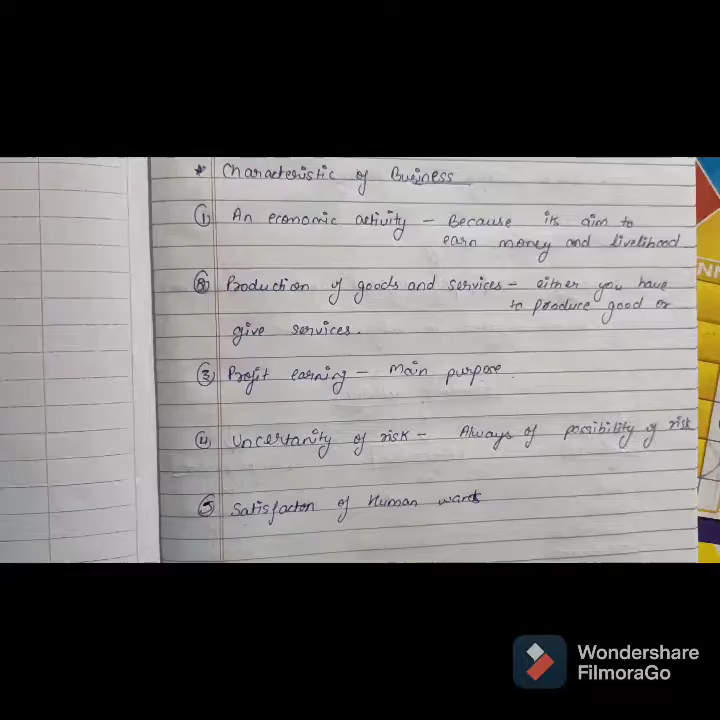 * Characteristic of Business
① An economic activity - Because its aim to
earn money and livelihood
② Production of goods and services - either you have
to produce good or
give services.
③ Profit earning - Main purpose.
④ Uncertanity of risk - Always of possibility of risk
⑤ Satisfacton of Human wants
Wondershare
FilmoraGo